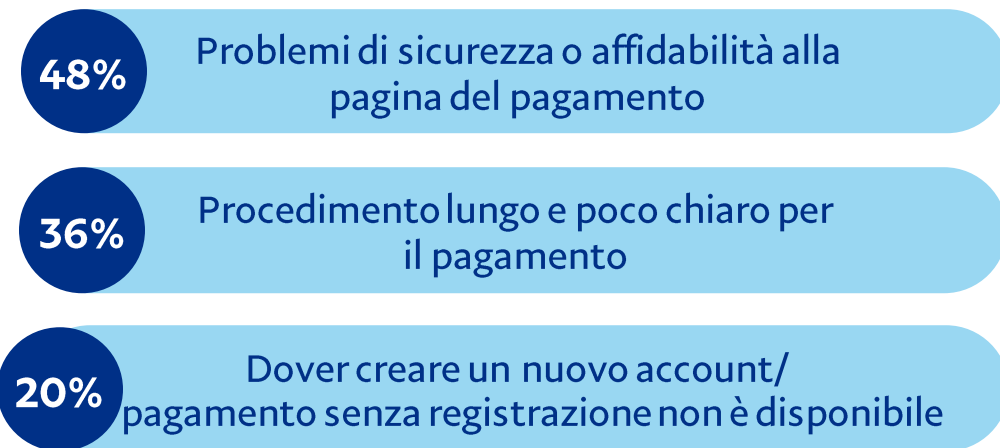 48%
Problemi di sicurezza o affidabilità alla
pagina del pagamento
36%
Procedimento lungo e poco chiaro per
il pagamento
20%
Dover creare un nuovo account/
pagamento senza registrazione non è disponibile